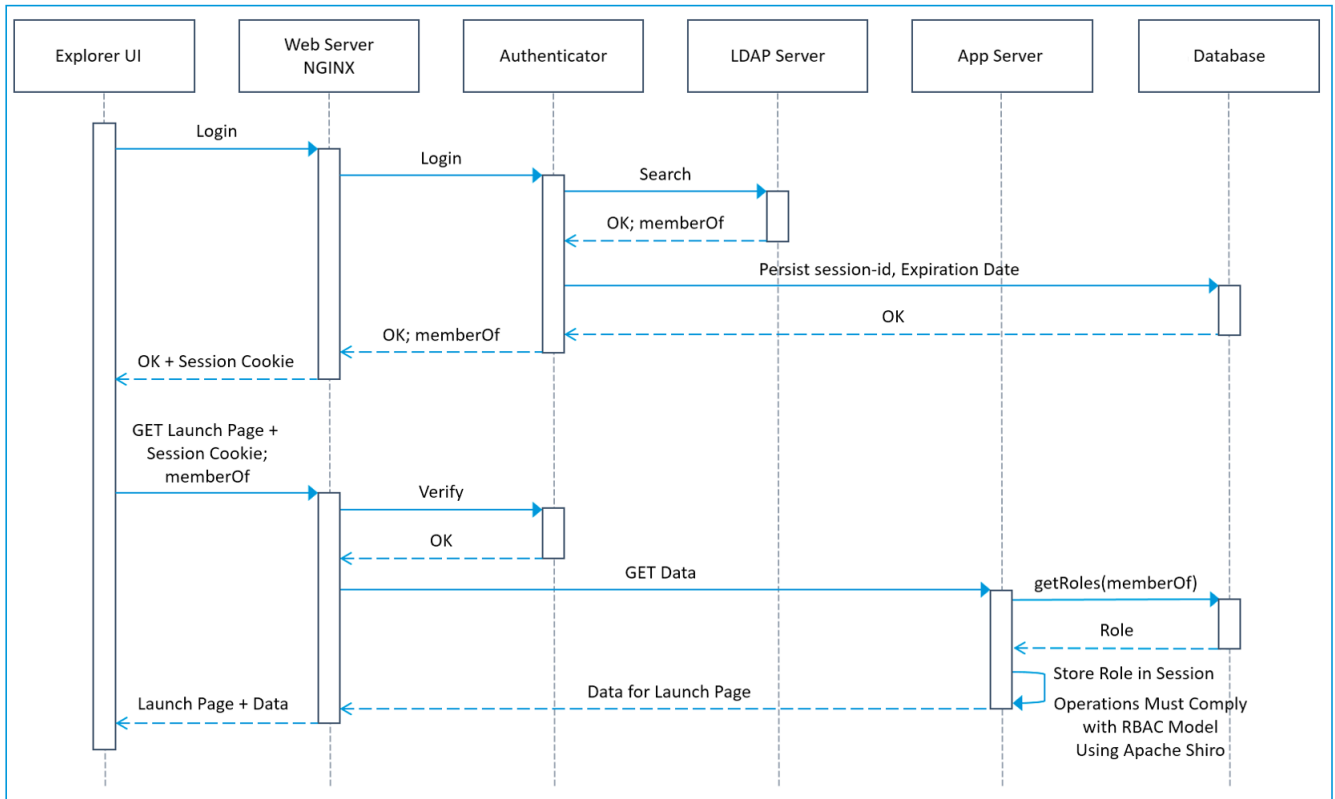 Explorer UI
Web Server
NGINX
Authenticator
LDAP Server
App Server
Database
Login
Login
Search
OK; memberOf
Persist session-id, Expiration Date
OK
OK; memberOf
OK + Session Cookie
GET Launch Page +
Session Cookie;
memberOf
Verify
OK
GET Data
getRoles(memberOf)
Role
Store Role in Session
Data for Launch Page
Launch Page + Data
Operations Must Comply
with RBAC Model
Using Apache Shiro